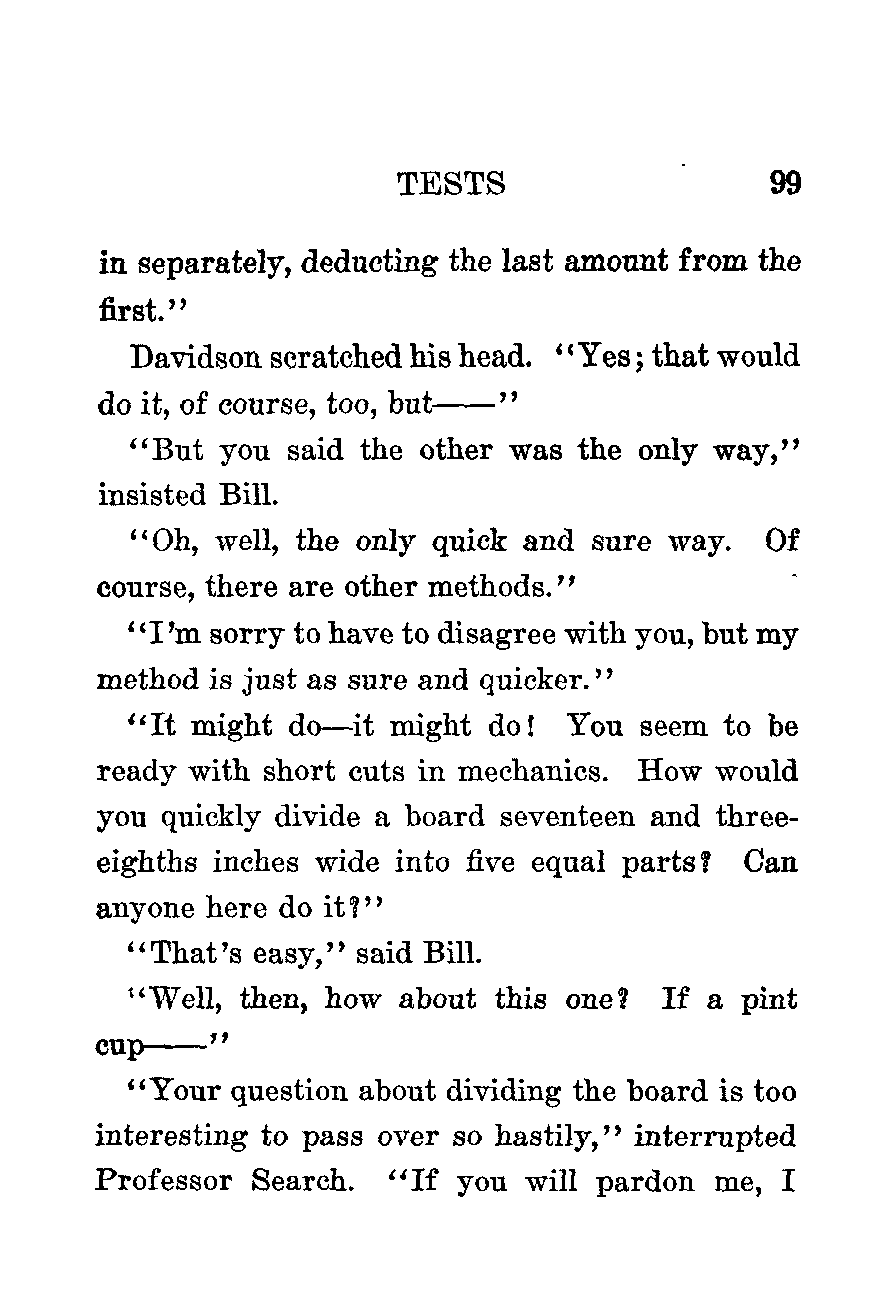 TESTS 99
in separately, deducting the last amount from the
first.”
Davidson scratched his head. “Yes; that would
do it, of course, too, but——”
“But you said the other was the only way,”
insisted Bill.
“Oh, well, the only quick and sure way. Of
course, there are other methods.”
“I’m sorry to have to disagree with you, but my
method is just as sure and quicker.”
“It might do—it might do! You seem to be
ready with short cuts in mechanics. How would
you quickly divide a board seventeen and three-
eighths inches wide into five equal parts? Can
anyone here do it?”
“That’s easy,” said Bill.
“Well, then, how about this one? If a pint
cup——”
“Your question about dividing the board is too
interesting to pass over so hastily,” interrupted
Professor Search. “If you will pardon me, I